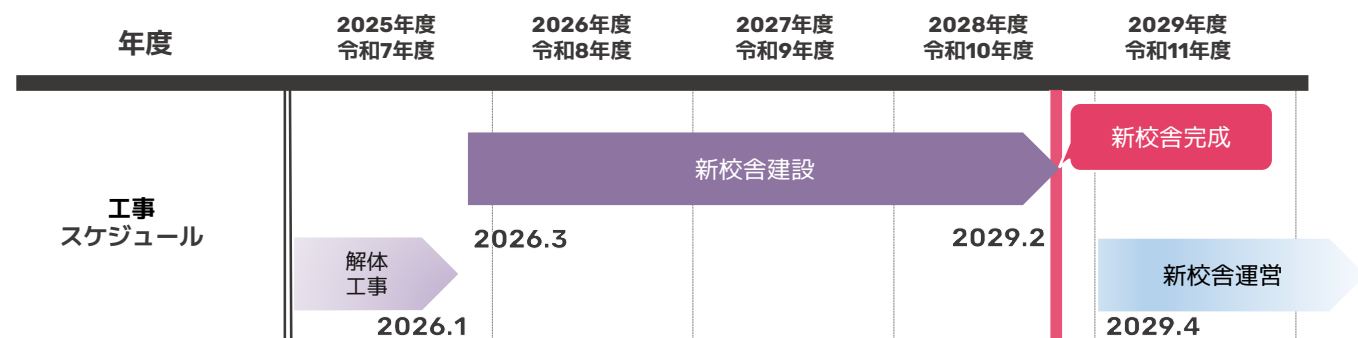 年度
2025年度
令和7年度
2026年度
令和8年度
2027年度
令和9年度
2028年度
令和10年度
2029年度
令和11年度
新校舎完成
新校舎建設
工事
スケジュール
2026.3
2029.2
解体
工事
新校舎運営
2026.1
2029.4